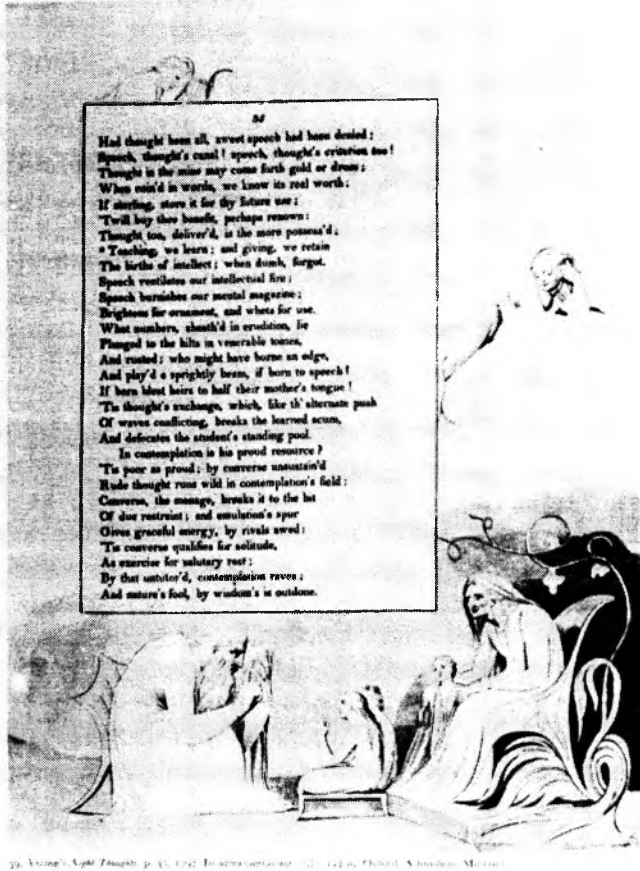 Had thought been all, sweet speech had been denied;
Speech, thought's canal! speech, thought's criterion too!
Thought in the mine may come forth gold or dross;
When coin'd in words, we know its real worth:
If sterling, store it for thy future use;
'Twill buy thee benefit, perhaps renown:
Thought too, deliver'd, is the more possess'd;
* Teaching, we learn; and giving, we retain
The births of intellect; when dumb, forgot.
Speech ventilates our intellectual fire;
Speech burnishes our mental magazine;
Brightens for ornament, and whets for use.
What numbers, sheath'd in erudition, lie
Plunged to the hilts in venerable tomes,
And rusted; who might have borne an edge,
And play'd a sprightly beam, if born to speech!
If born blest heirs to half their mother's tongue!
'Tis thought's exchange, which, like th' alternate push
Of waves conflicting, breaks the learned scum,
And defecates the student's standing pool.
In contemplation is his proud resource?
'Tis poor as proud; by converse unsustain'd
Rude thought runs wild in contemplation's field:
Converse, the menage, breaks it to the bit
Of due restraint; and emulation's spur
Gives graceful energy, by rivals awed:
'Tis converse qualifies for solitude,
As exercise for salutary rest:
By that untutor'd, contemplation raves;
And nature's fool, by wisdom's is outdone.
Young's Night Thoughts, p. 1797. Oxford, Ashmolean Museum